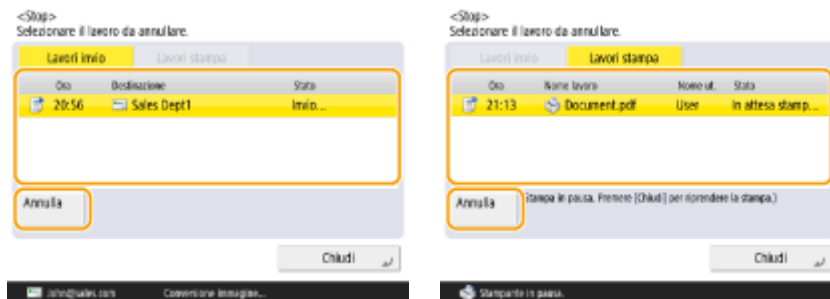 <Stop>
Selezionare il lavoro da annullare.
Lavori invio
Lavori stampa
Ora Destinazione Stato
20:56 Sales Dept1 Invio...
Annulla
Chiudi
John@sales.com Conversione immagine...
<Stop>
Selezionare il lavoro da annullare.
Lavori invio
Lavori stampa
Ora Nome lavoro Nome ut. Stato
21:13 Document.pdf User In attesa stamp...
Annulla
Stampa in pausa. Premere [Chiudi] per riprendere la stampa.)
Chiudi
Stampante in pausa.